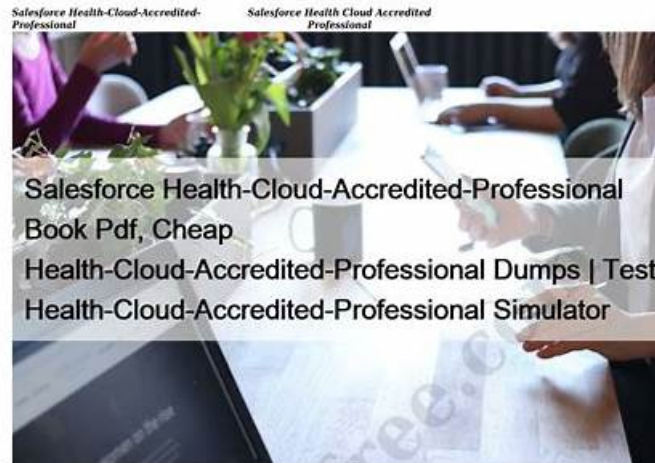 Salesforce Health-Cloud-Accredited-
Professional
Salesforce Health Cloud Accredited
Professional
Salesforce Health-Cloud-Accredited-Professional
Book Pdf, Cheap
Health-Cloud-Accredited-Professional Dumps | Test
Health-Cloud-Accredited-Professional Simulator